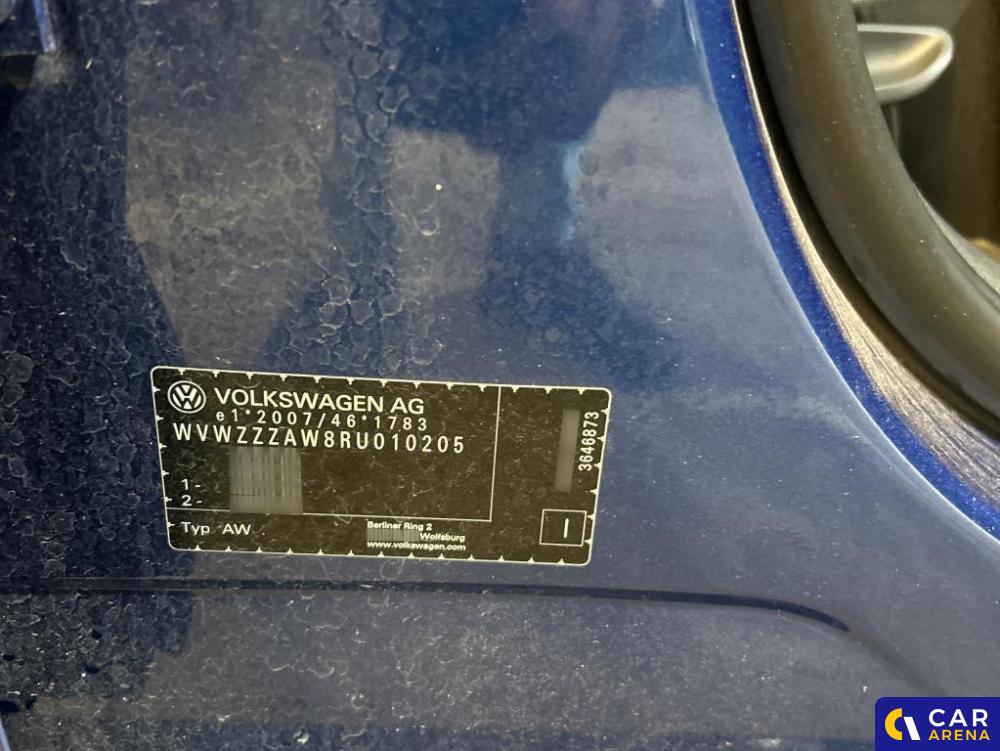 VOLKSWAGEN AG
e1*2007/46*1783
WVWZZZAW8RU010205
1-
2-
Typ AW
Berliner Ring 2
Wolfsburg
www.volkswagen.com
3646873
I
CAR
ARENA